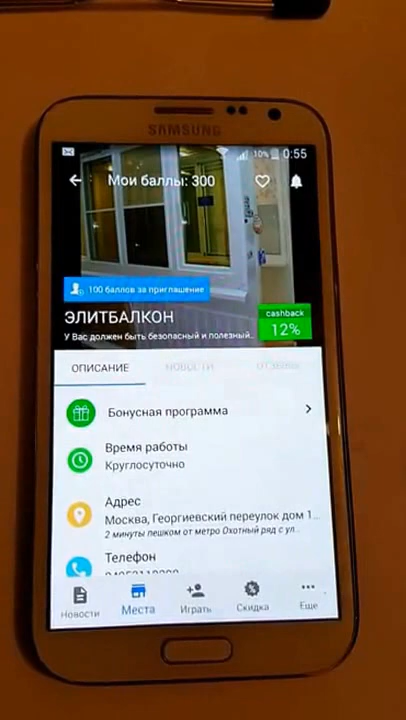 SAMSUNG
10% 0:55
Мои баллы: 300
100 баллов за приглашение
ЭЛИТБАЛКОН
У Вас должен быть безопасный и полезный...
cashback
12%
ОПИСАНИЕ
НОВОСТИ
ОТЗЫВЫ
Бонусная программа
Время работы
Круглосуточно
Адрес
Москва, Георгиевский переулок дом 1...
2 минуты пешком от метро Охотный ряд с ул...
Телефон
Новости
Места
Играть
Скидка
Еще